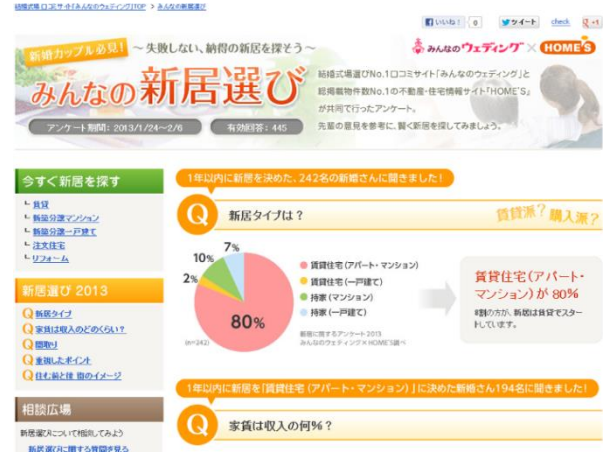 結婚式場 口コミサイト「みんなのウェディング」TOP > みんなの新居選び
いいね！ 0 ツイート check +1
新婚カップル必見！ ～失敗しない、納得の新居を探そう～
みんなのウェディング × HOME'S
みんなの新居選び
結婚式場選びNo.1口コミサイト「みんなのウェディング」と
総掲載物件数No.1の不動産・住宅情報サイト「HOME'S」
が共同で行ったアンケート。
先輩の意見を参考に、賢く新居を探してみましょう。
アンケート期間：2013/1/24～2/6 有効回答：445
今すぐ新居を探す
賃貸
新築分譲マンション
新築分譲一戸建て
注文住宅
リフォーム
新居選び 2013
Q 新居タイプ
Q 家賃は収入のどのくらい？
Q 間取り
Q 重視したポイント
Q 住む前と後 街のイメージ
相談広場
新居選びについて相談してみよう
新居選びに関する質問を見る
1年以内に新居を決めた、242名の新婚さんに聞きました！
Q 新居タイプは？
賃貸派？購入派？
7%
10%
2%
80%
(n=242)
賃貸住宅（アパート・マンション）
賃貸住宅（一戸建て）
持家（マンション）
持家（一戸建て）
新居に関するアンケート2013
みんなのウェディング×HOME'S調べ
賃貸住宅（アパート・
マンション）が 80%
8割の方が、新居は賃貸でスター
トしています。
1年以内に新居を「賃貸住宅（アパート・マンション）」に決めた新婚さん194名に聞きました！
Q 家賃は収入の何%？